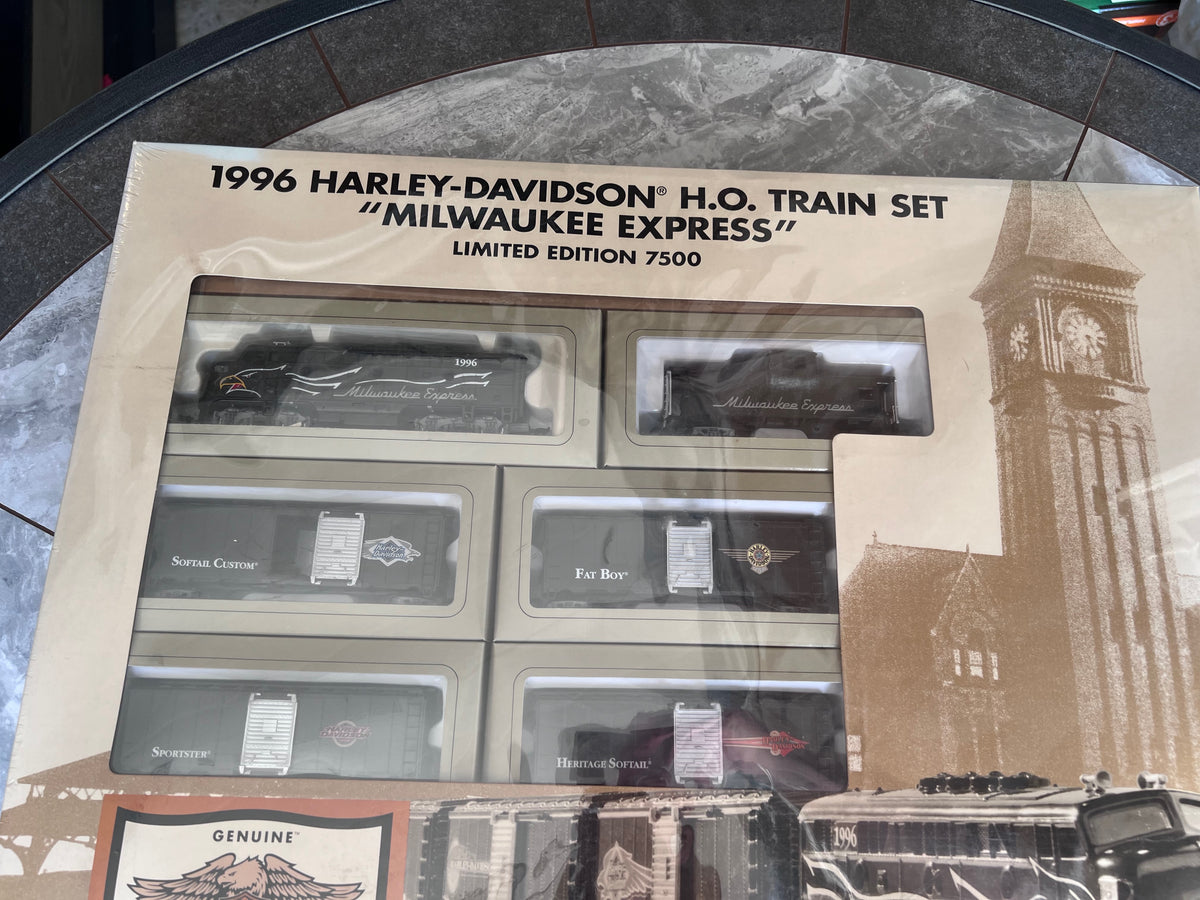 1996 HARLEY-DAVIDSON® H.O. TRAIN SET
“MILWAUKEE EXPRESS”
LIMITED EDITION 7500
1996
Milwaukee Express
Milwaukee Express
SOFTAIL CUSTOM®
Harley-Davidson
FAT BOY®
SPORTSTER®
HERITAGE SOFTAIL®
GENUINE™
1996